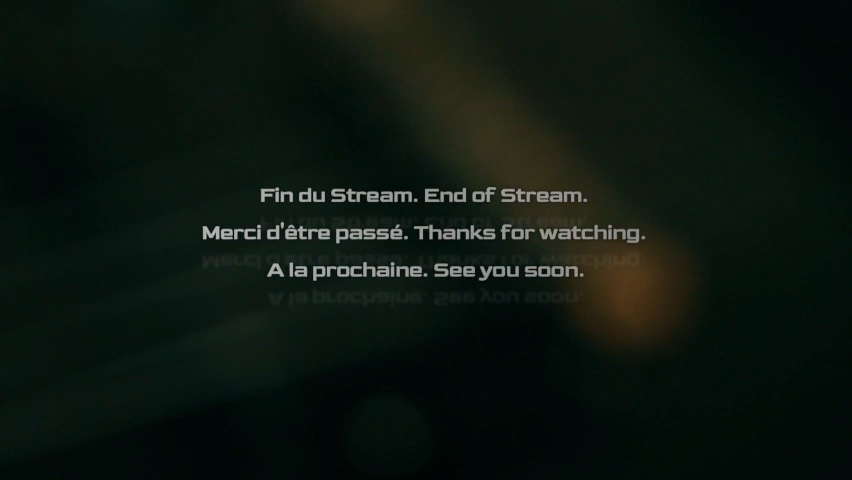 Fin du Stream. End of Stream.
Merci d'être passé. Thanks for watching.
A la prochaine. See you soon.